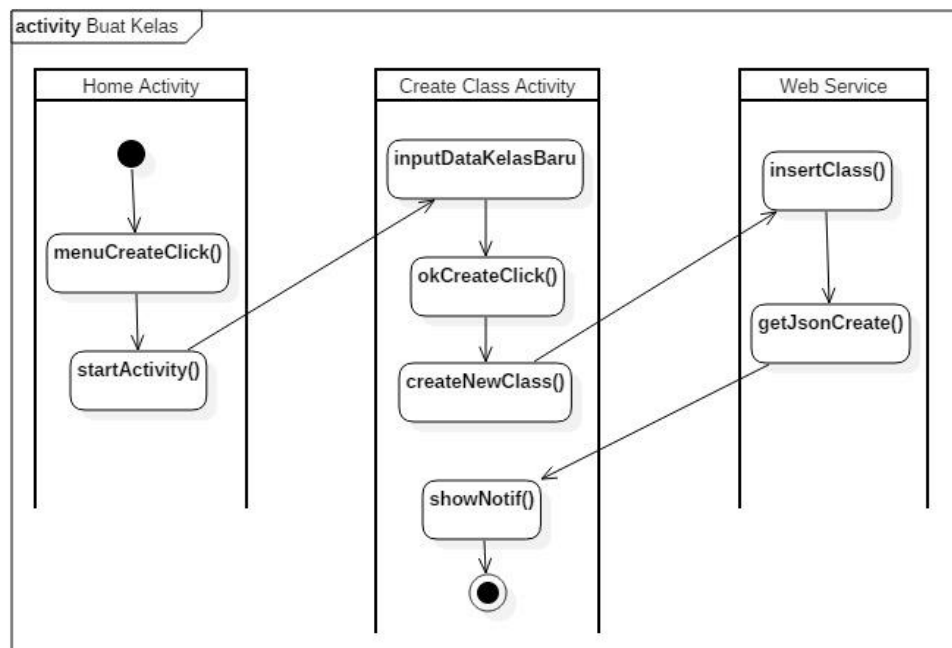 activity Buat Kelas
Home Activity
Create Class Activity
Web Service
inputDataKelasBaru
insertClass()
menuCreateClick()
okCreateClick()
getJsonCreate()
startActivity()
createNewClass()
showNotif()